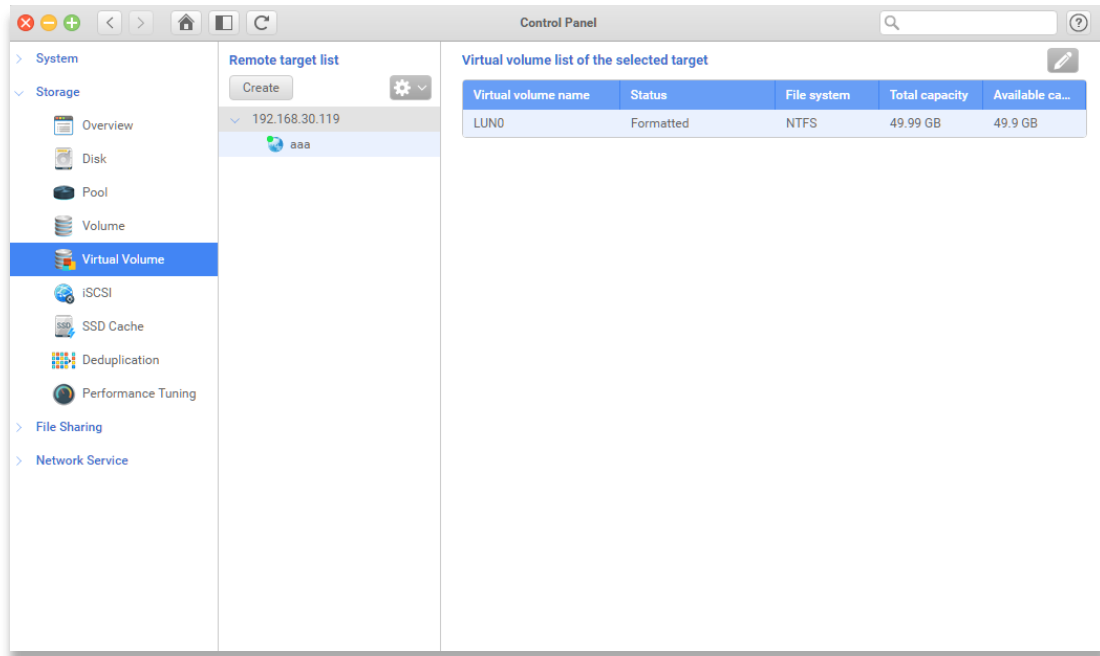 Control Panel
System
Storage
Overview
Disk
Pool
Volume
Virtual Volume
iSCSI
SSD
SSD Cache
Deduplication
Performance Tuning
File Sharing
Network Service
Remote target list
Create
192.168.30.119
aaa
Virtual volume list of the selected target
Virtual volume name Status File system Total capacity Available ca...
LUN0 Formatted NTFS 49.99 GB 49.9 GB